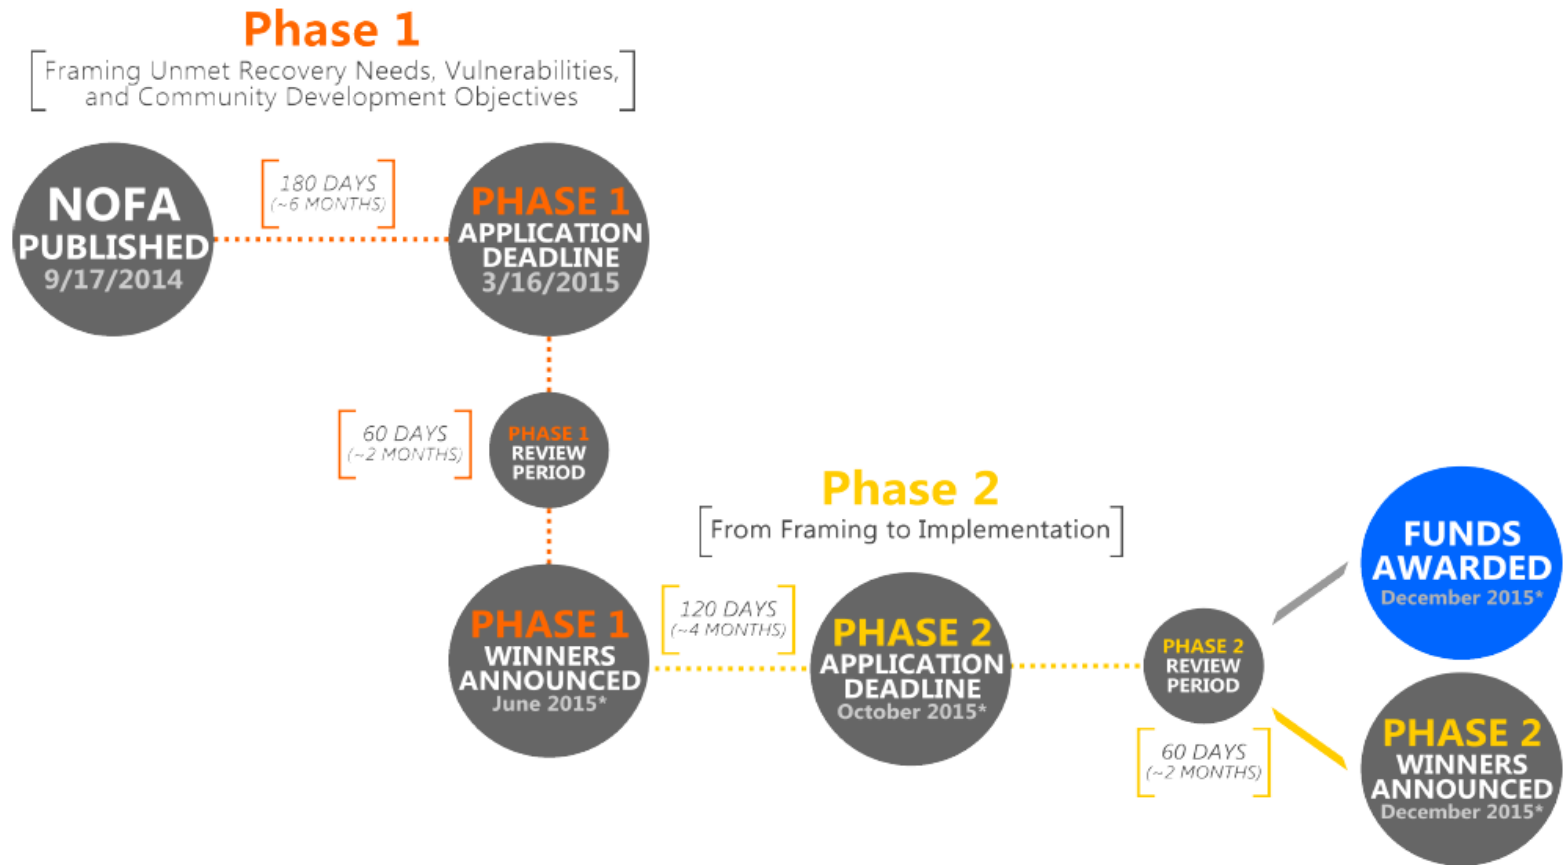 Phase 1
Framing Unmet Recovery Needs, Vulnerabilities,
and Community Development Objectives
NOFA
PUBLISHED
9/17/2014
180 DAYS
(~6 MONTHS)
PHASE 1
APPLICATION
DEADLINE
3/16/2015
60 DAYS
(~2 MONTHS)
PHASE 1
REVIEW
PERIOD
PHASE 1
WINNERS
ANNOUNCED
June 2015*
Phase 2
From Framing to Implementation
120 DAYS
(~4 MONTHS)
PHASE 2
APPLICATION
DEADLINE
October 2015*
PHASE 2
REVIEW
PERIOD
60 DAYS
(~2 MONTHS)
FUNDS
AWARDED
December 2015*
PHASE 2
WINNERS
ANNOUNCED
December 2015*